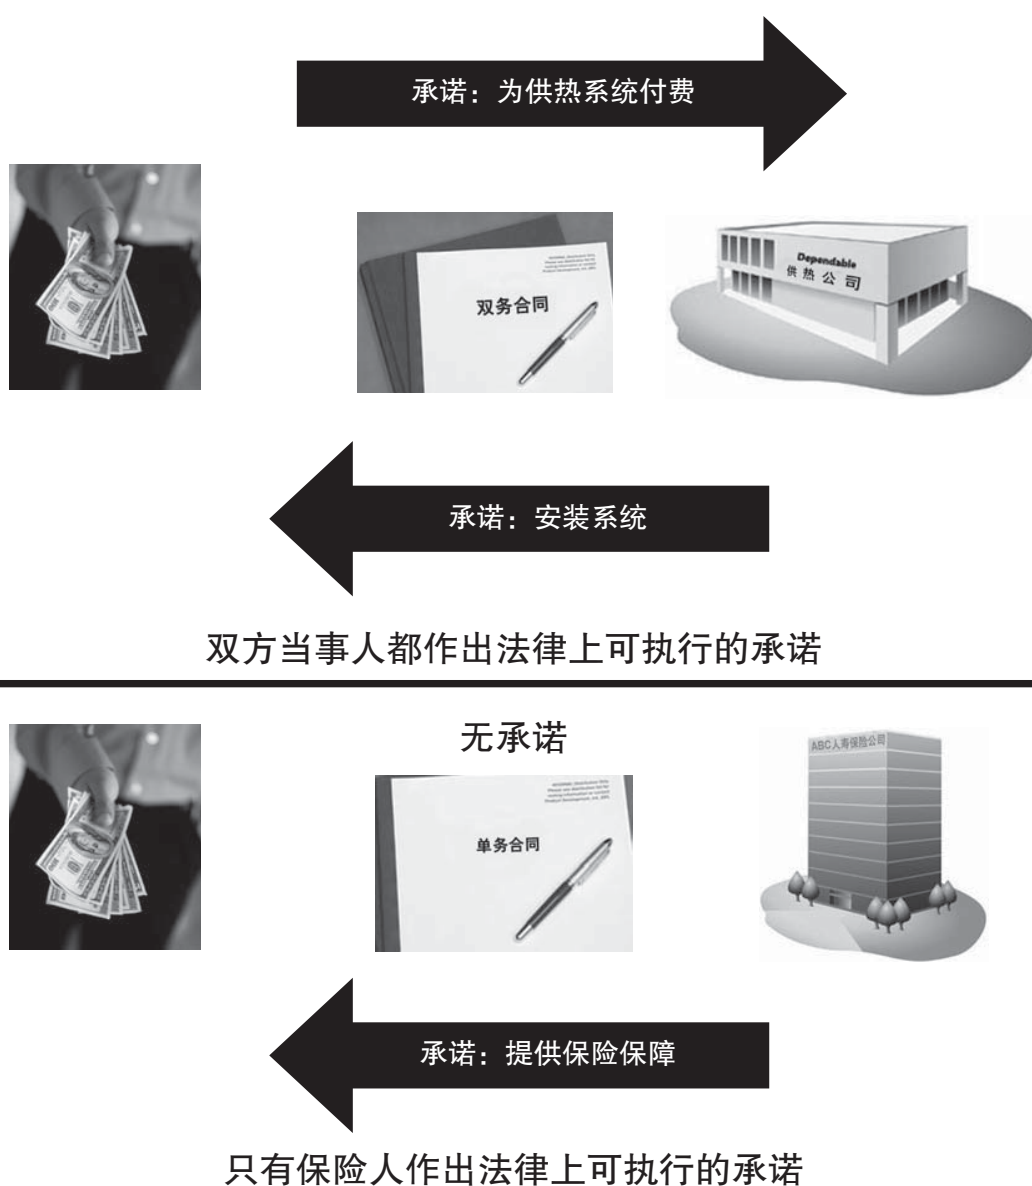 承诺：为供热系统付费
双务合同
Dependable
供热公司
承诺：安装系统
双方当事人都作出法律上可执行的承诺
无承诺
ABC人寿保险公司
单务合同
承诺：提供保险保障
只有保险人作出法律上可执行的承诺